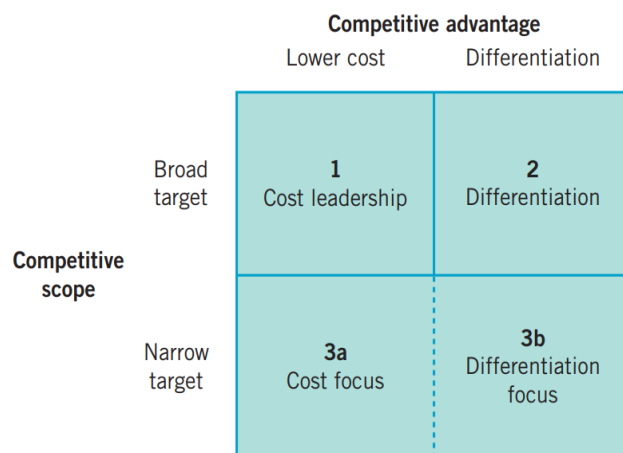 Competitive advantage
Lower cost
Differentiation
Broad
target
1
Cost leadership
2
Differentiation
Competitive
scope
Narrow
target
3a
Cost focus
3b
Differentiation
focus